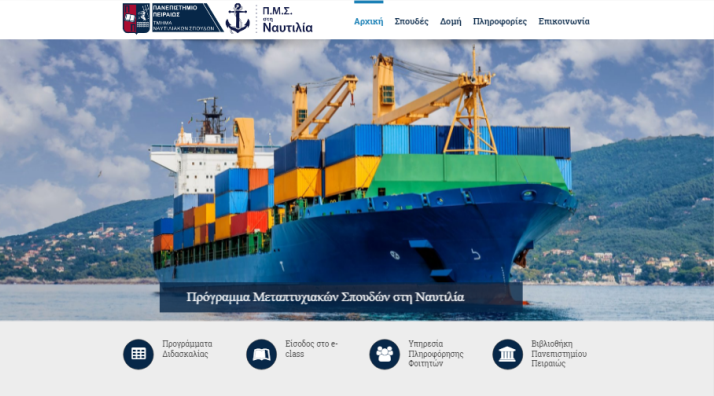 ΠΑΝΕΠΙΣΤΗΜΙΟ
ΠΕΙΡΑΙΩΣ
ΤΜΗΜΑ
ΝΑΥΤΙΛΙΑΚΩΝ ΣΠΟΥΔΩΝ
Π.Μ.Σ.
στη
Ναυτιλία
Αρχική Σπουδές Δομή Πληροφορίες Επικοινωνία
Πρόγραμμα Μεταπτυχιακών Σπουδών στη Ναυτιλία
Προγράμματα
Διδασκαλίας
Είσοδος στο e-
class
Υπηρεσία
Πληροφόρησης
Φοιτητών
Βιβλιοθήκη
Πανεπιστημίου
Πειραιώς